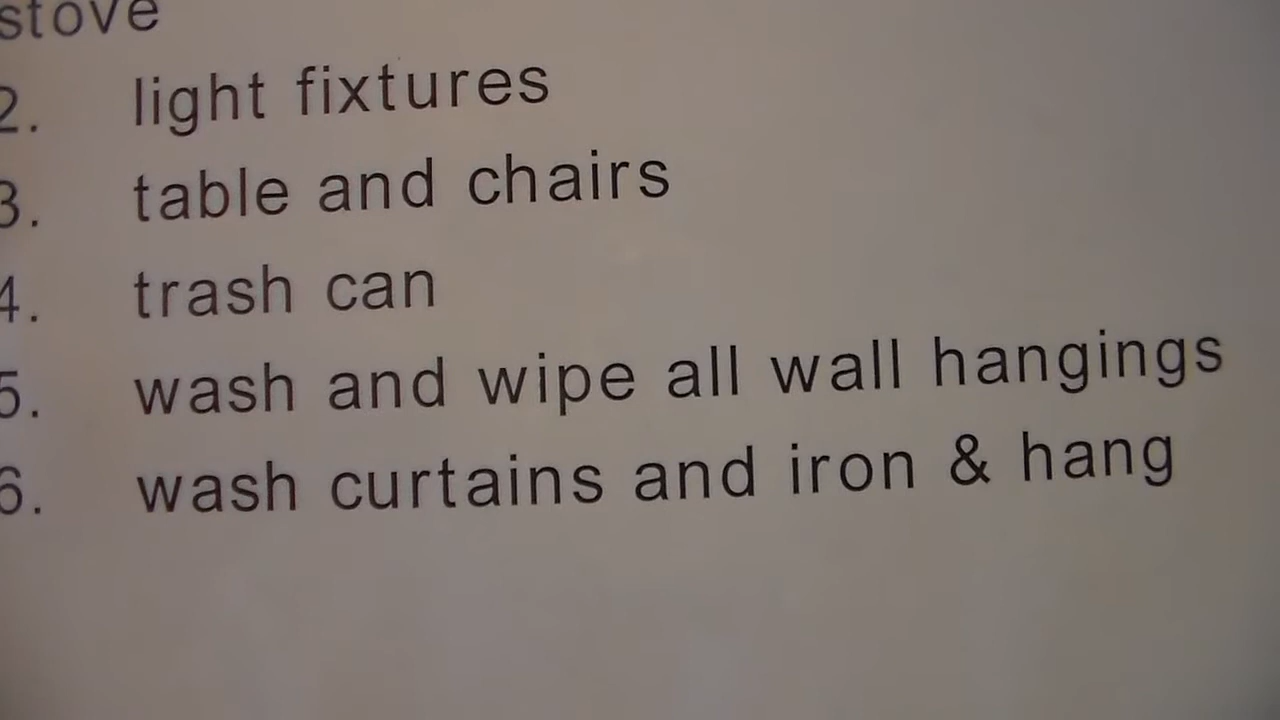 stove
2. light fixtures
3. table and chairs
4. trash can
5. wash and wipe all wall hangings
6. wash curtains and iron & hang